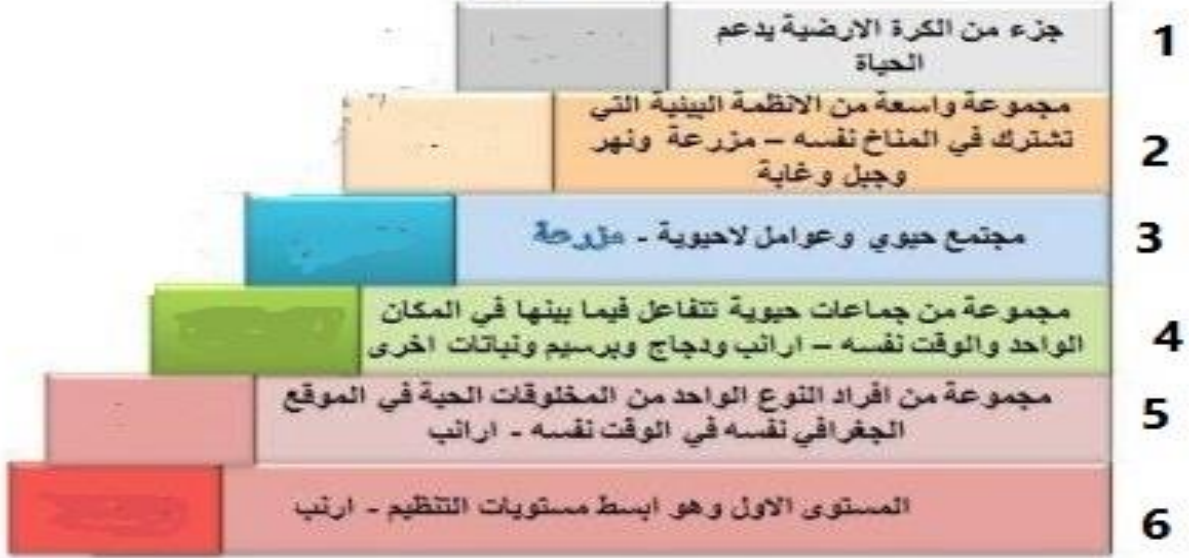 جزء من الكرة الارضية يدعم
الحياة
1
مجموعة واسعة من الانظمة البيئية التي
تشترك في المناخ نفسه – مزرعة ونهر
وجبل وغابة
2
مجتمع حيوي وعوامل لاحيوية - مزرعة
3
مجموعة من جماعات حيوية تتفاعل فيما بينها في المكان
الواحد والوقت نفسه – ارانب ودجاج وبرسيم ونباتات اخرى
4
مجموعة من افراد النوع الواحد من المخلوقات الحية في الموقع
الجغرافي نفسه في الوقت نفسه - ارانب
5
المستوى الاول وهو ابسط مستويات التنظيم - ارنب
6